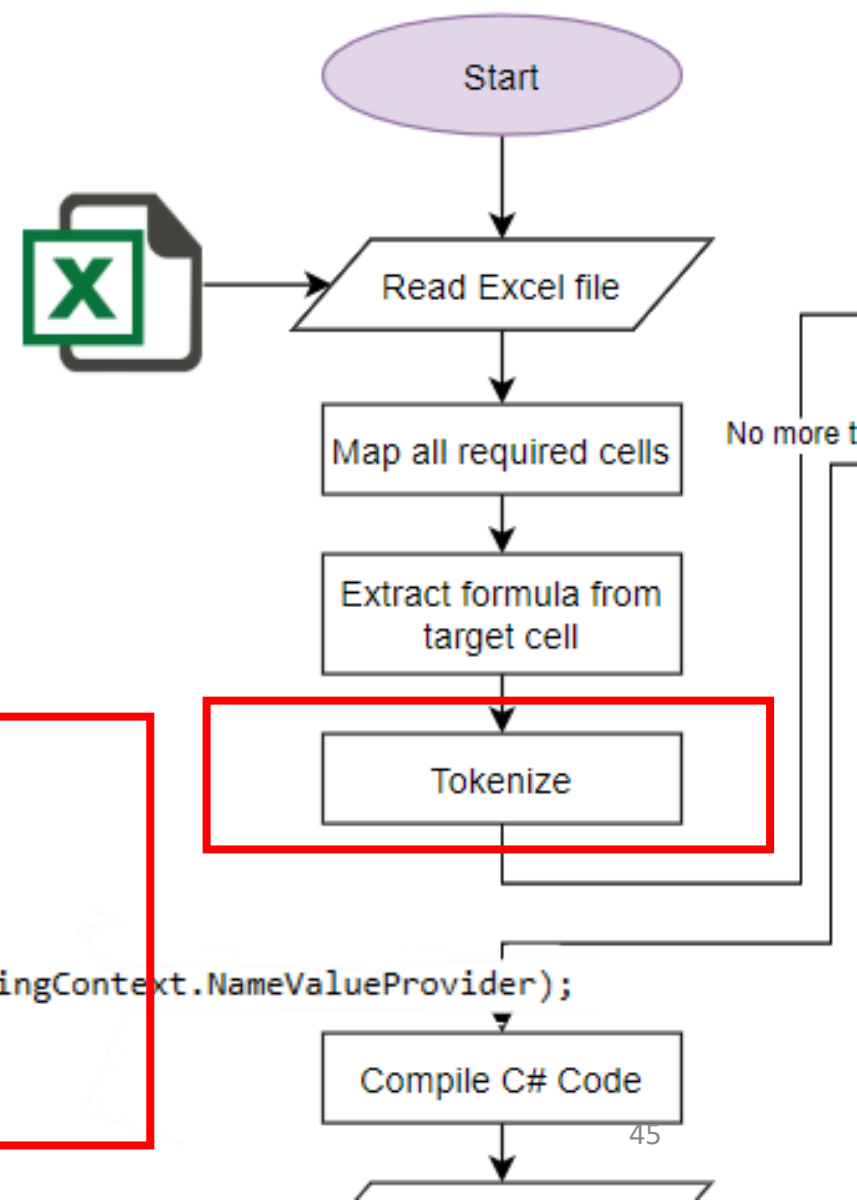 Start
X
Read Excel file
Map all required cells
No more t
Extract formula from
target cell
Tokenize
ingContext.NameValueProvider);
Compile C# Code
45